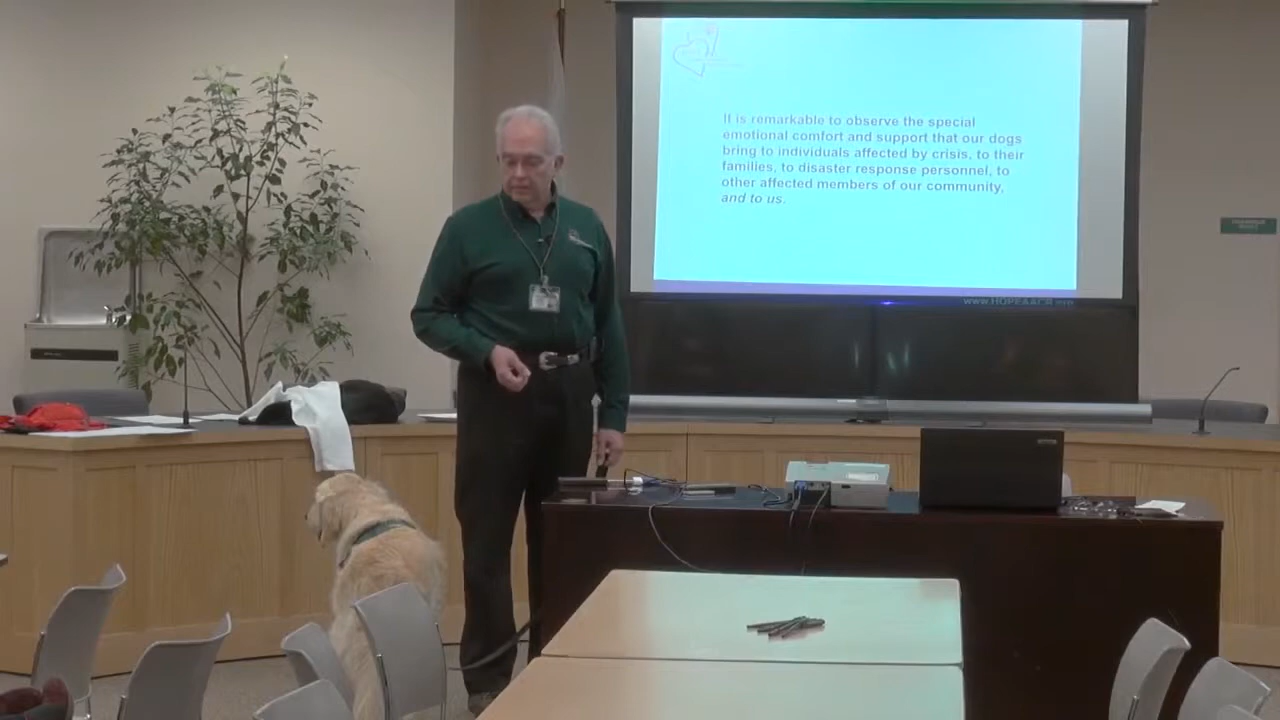 It is remarkable to observe the special
emotional comfort and support that our dogs
bring to individuals affected by crisis, to their
families, to disaster response personnel, to
other affected members of our community,
and to us.
www.HOPEAACR.org